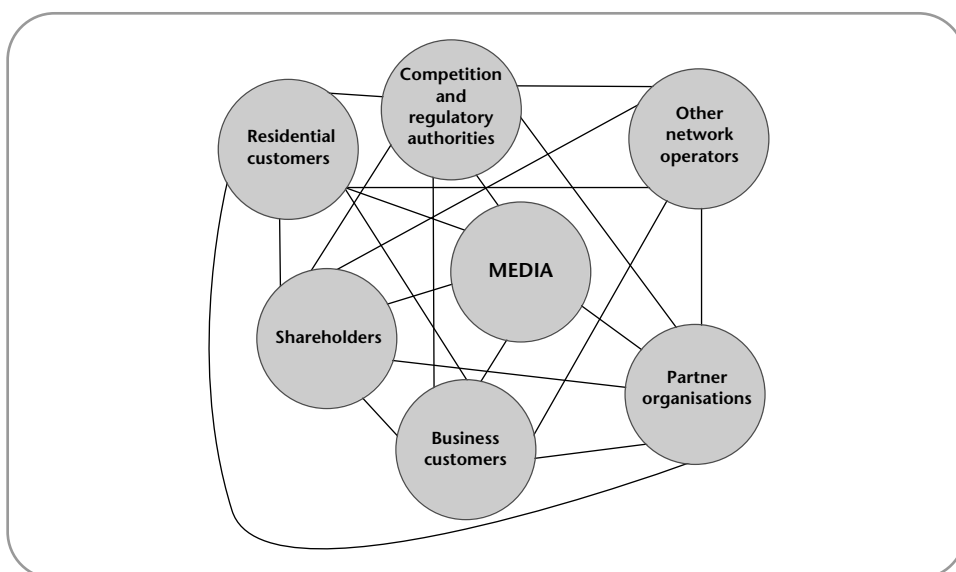 Competition
and
regulatory
authorities
Residential
customers
Other
network
operators
MEDIA
Shareholders
Partner
organisations
Business
customers